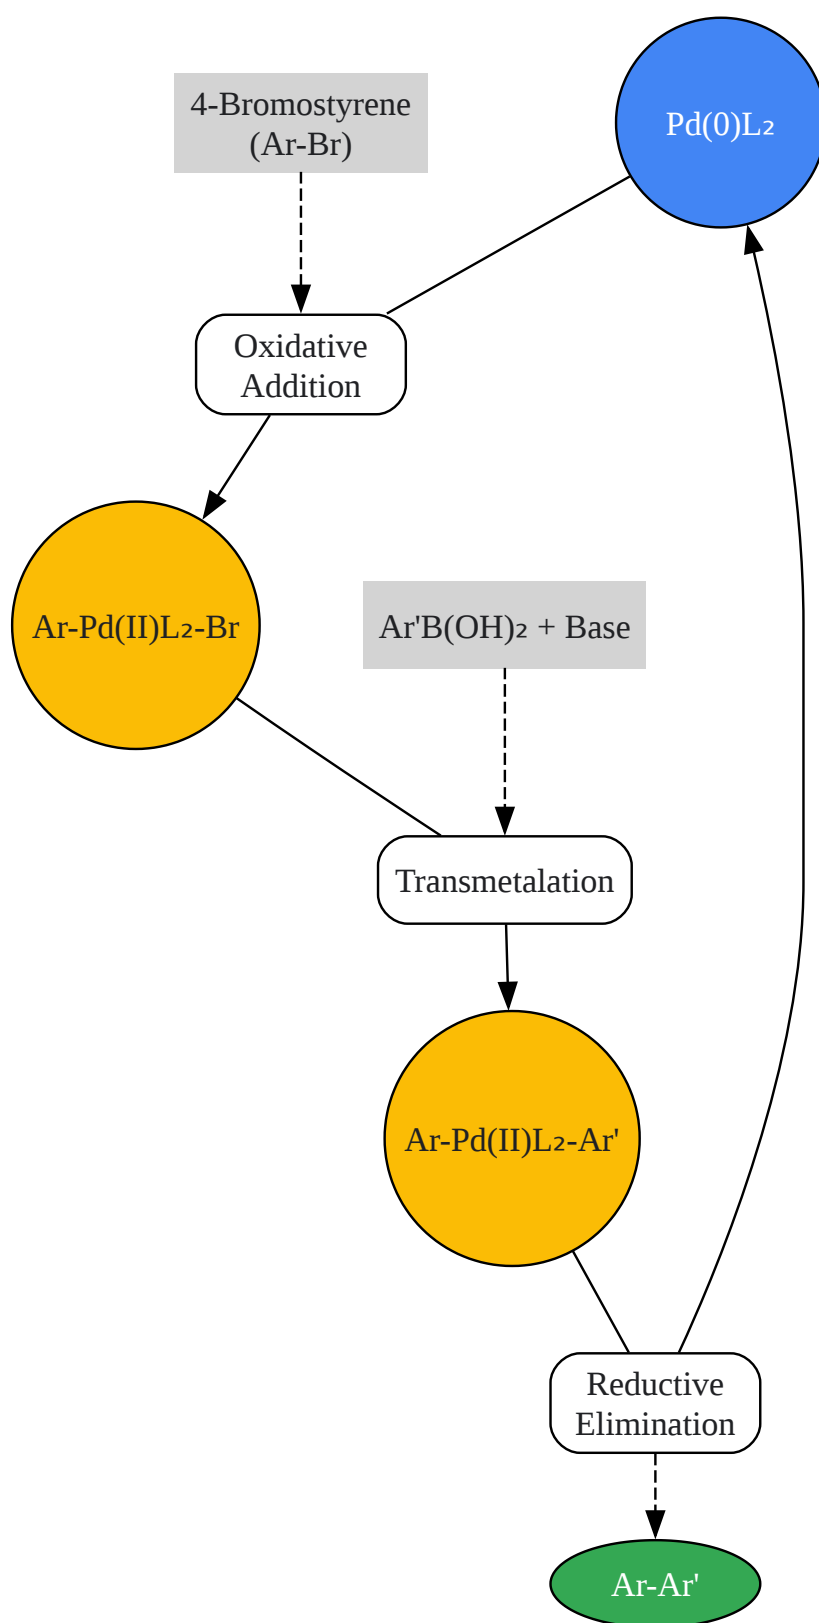 4-Bromostyrene
(Ar-Br)
Pd(0)L₂
Oxidative
Addition
Ar-Pd(II)L₂-Br
Ar'B(OH)₂ + Base
Transmetalation
Ar-Pd(II)L₂-Ar'
Reductive
Elimination
Ar-Ar'